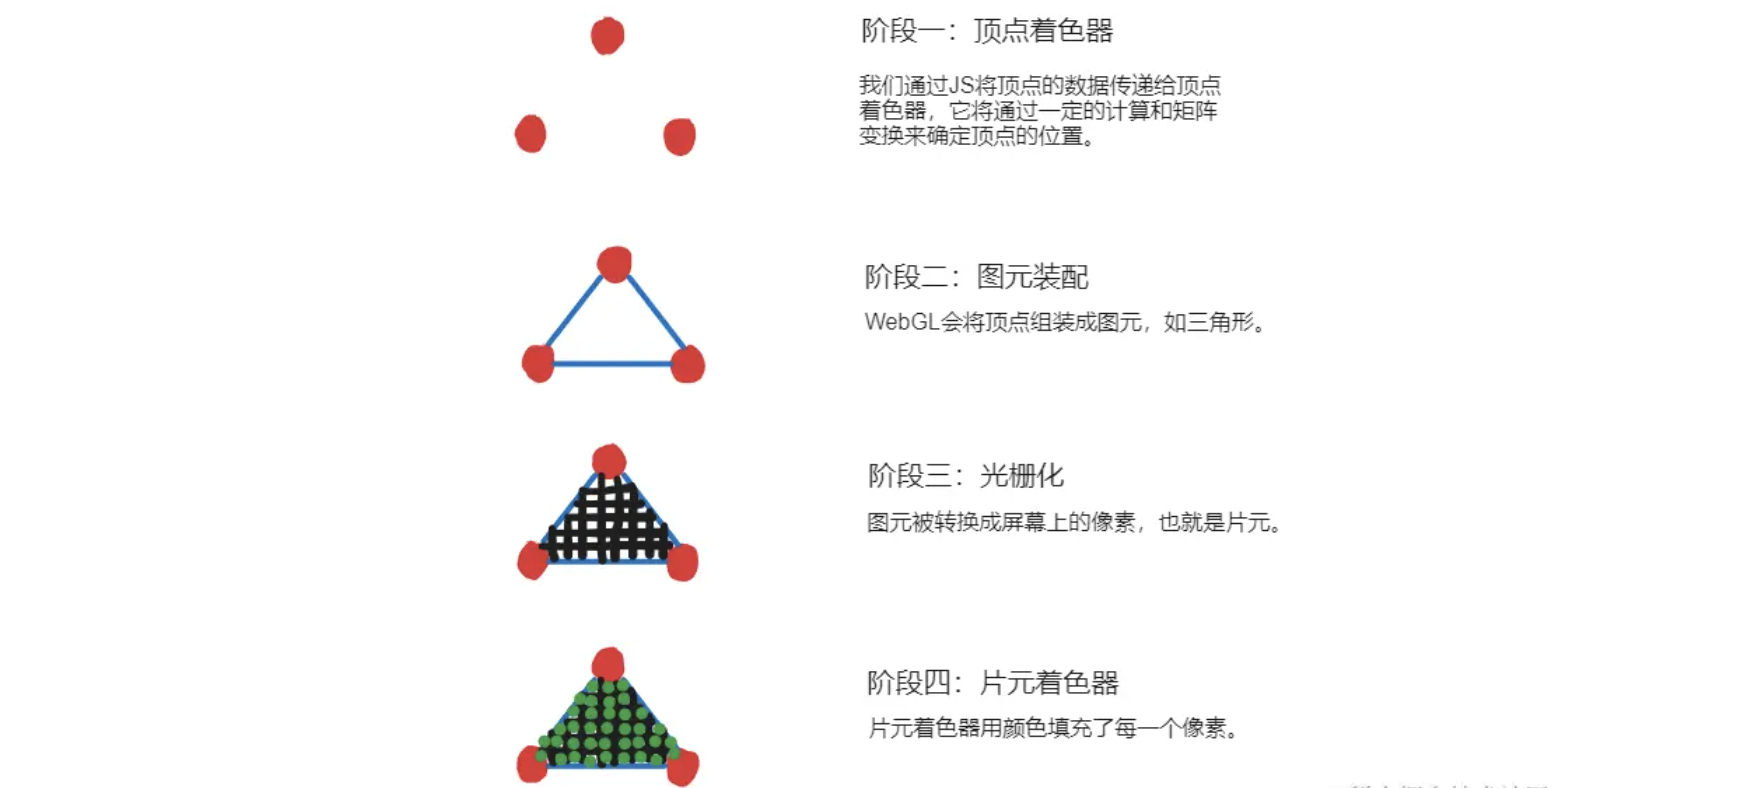 阶段一：顶点着色器
我们通过JS将顶点的数据传递给顶点
着色器，它将通过一定的计算和矩阵
变换来确定顶点的位置。
阶段二：图元装配
WebGL会将顶点组装成图元，如三角形。
阶段三：光栅化
图元被转换成屏幕上的像素，也就是片元。
阶段四：片元着色器
片元着色器用颜色填充了每一个像素。